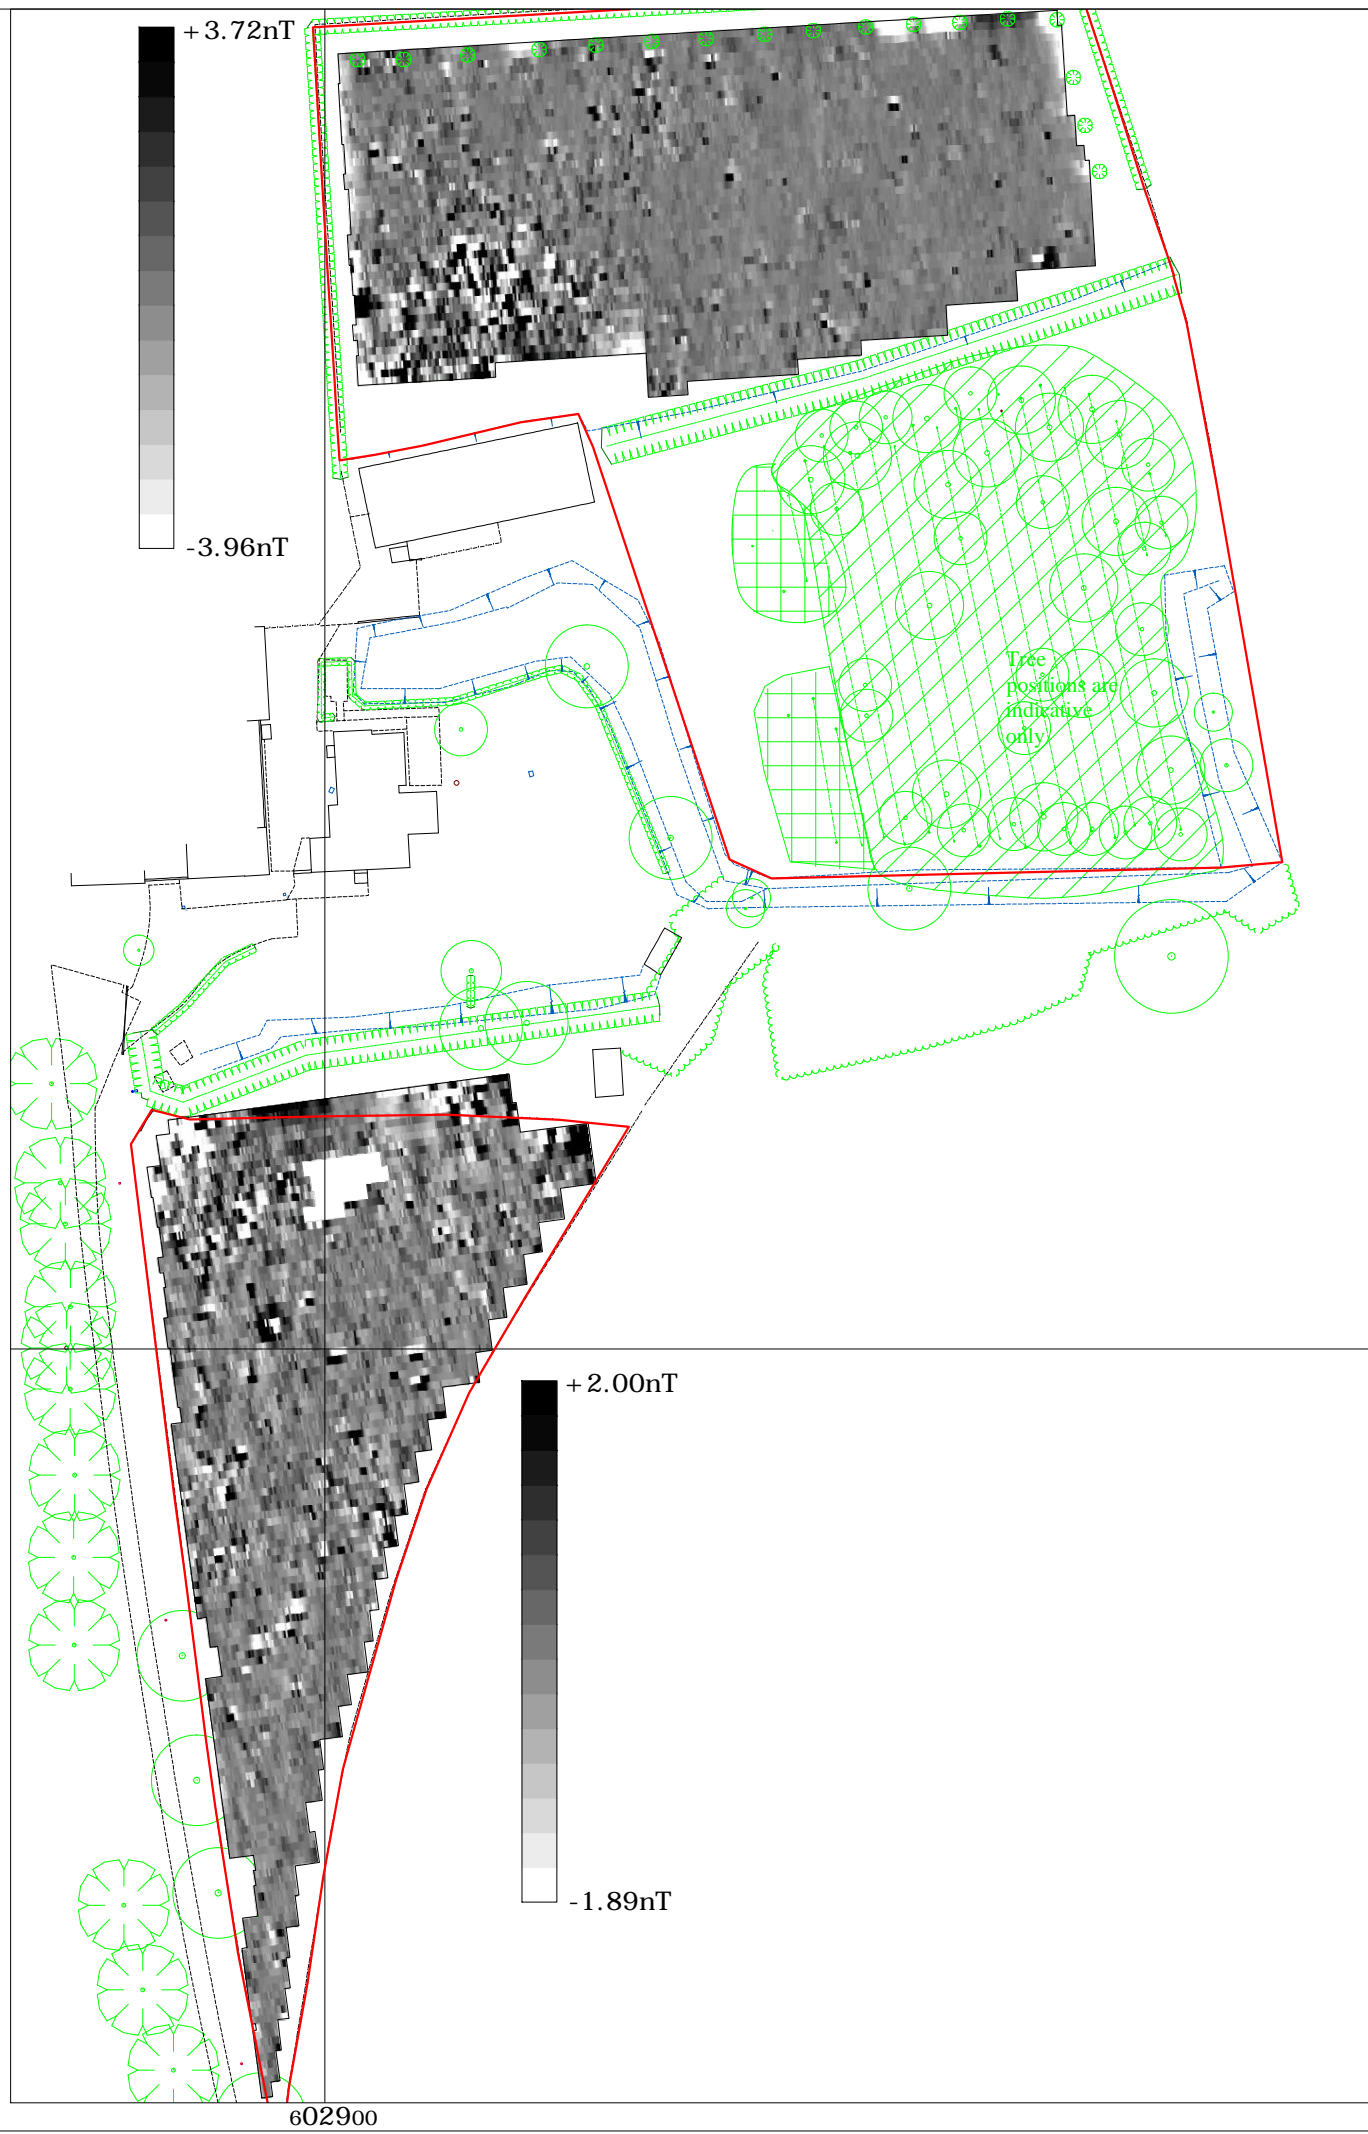 +3.72nT
-3.96nT
Tree
positions are
indicative
only
+2.00nT
-1.89nT
602900